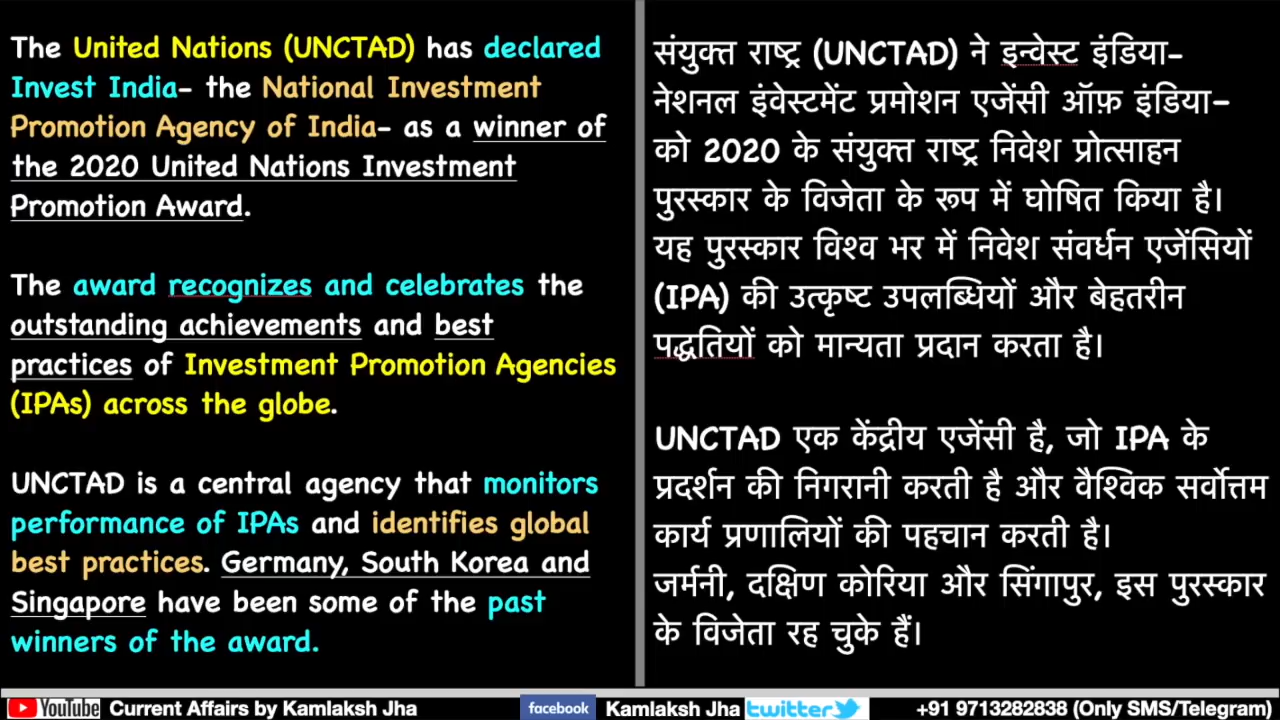 The United Nations (UNCTAD) has declared
Invest India- the National Investment
Promotion Agency of India- as a winner of
the 2020 United Nations Investment
Promotion Award.
The award recognizes and celebrates the
outstanding achievements and best
practices of Investment Promotion Agencies
(IPAs) across the globe.
UNCTAD is a central agency that monitors
performance of IPAs and identifies global
best practices. Germany, South Korea and
Singapore have been some of the past
winners of the award.
संयुक्त राष्ट्र (UNCTAD) ने इन्वेस्ट इंडिया-
नेशनल इंवेस्टमेंट प्रमोशन एजेंसी ऑफ़ इंडिया-
को 2020 के संयुक्त राष्ट्र निवेश प्रोत्साहन
पुरस्कार के विजेता के रूप में घोषित किया है।
यह पुरस्कार विश्व भर में निवेश संवर्धन एजेंसियों
(IPA) की उत्कृष्ट उपलब्धियों और बेहतरीन
पद्धतियों को मान्यता प्रदान करता है।
UNCTAD एक केंद्रीय एजेंसी है, जो IPA के
प्रदर्शन की निगरानी करती है और वैश्विक सर्वोत्तम
कार्य प्रणालियों की पहचान करती है।
जर्मनी, दक्षिण कोरिया और सिंगापुर, इस पुरस्कार
के विजेता रह चुके हैं।
YouTube Current Affairs by Kamlaksh Jha facebook Kamlaksh Jha twitter +91 9713282838 (Only SMS/Telegram)